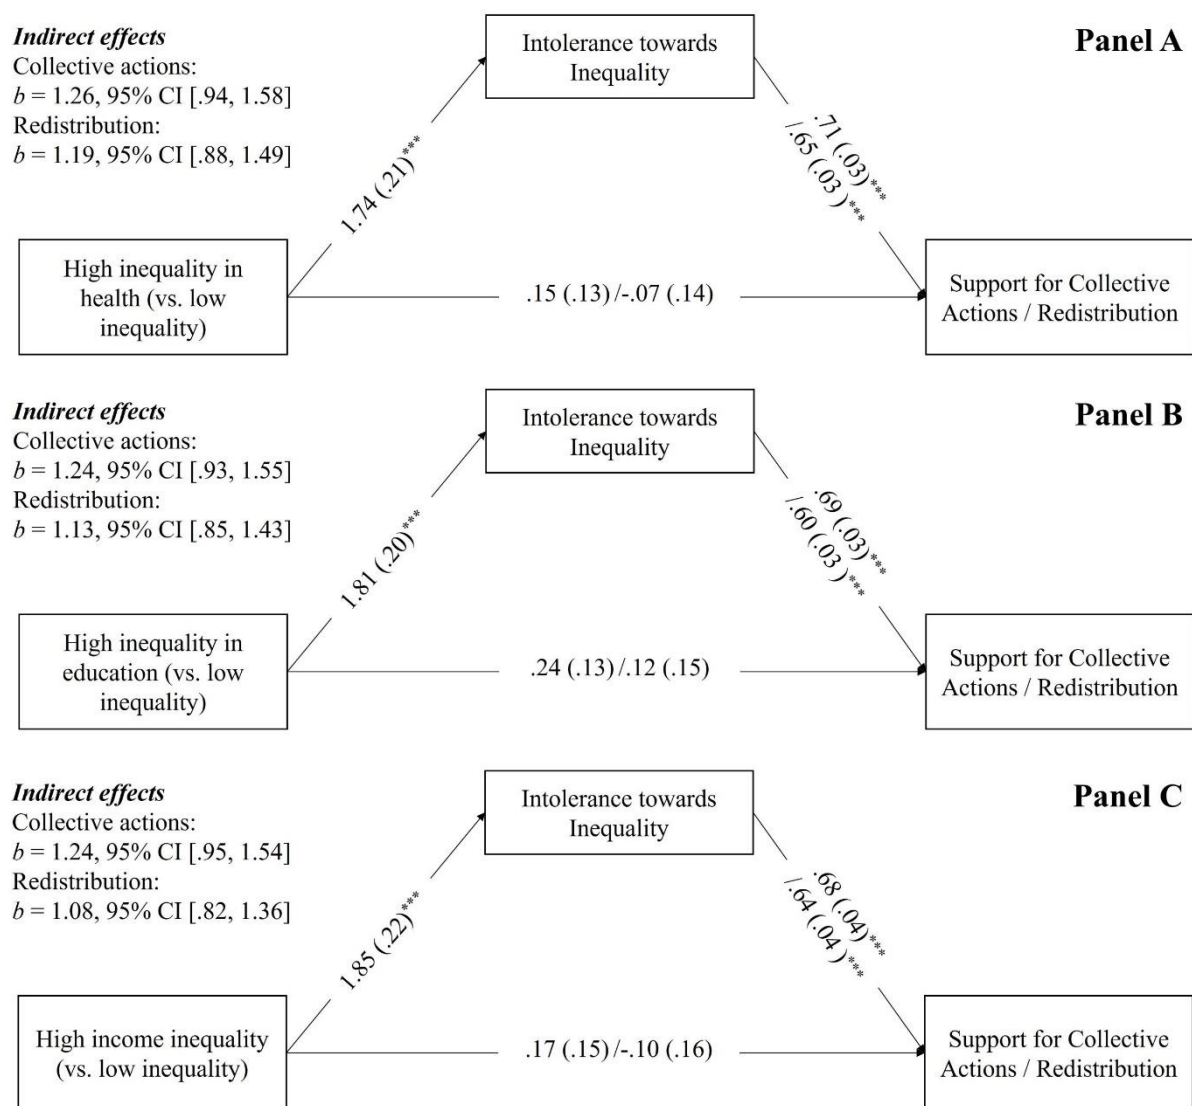 Indirect effects
Collective actions:
b = 1.26, 95% CI [.94, 1.58]
Redistribution:
b = 1.19, 95% CI [.88, 1.49]
Intolerance towards
Inequality
Panel A
1.74 (.21)***
.71 (.03)***
/.65 (.03)***
High inequality in
health (vs. low
inequality)
.15 (.13)/-.07 (.14)
Support for Collective
Actions / Redistribution
Indirect effects
Collective actions:
b = 1.24, 95% CI [.93, 1.55]
Redistribution:
b = 1.13, 95% CI [.85, 1.43]
Intolerance towards
Inequality
Panel B
1.81 (.20)***
.69 (.03)***
/.60 (.03)***
High inequality in
education (vs. low
inequality)
.24 (.13)/.12 (.15)
Support for Collective
Actions / Redistribution
Indirect effects
Collective actions:
b = 1.24, 95% CI [.95, 1.54]
Redistribution:
b = 1.08, 95% CI [.82, 1.36]
Intolerance towards
Inequality
Panel C
1.85 (.22)***
.68 (.04)***
/.64 (.04)***
High income inequality
(vs. low inequality)
.17 (.15)/-.10 (.16)
Support for Collective
Actions / Redistribution